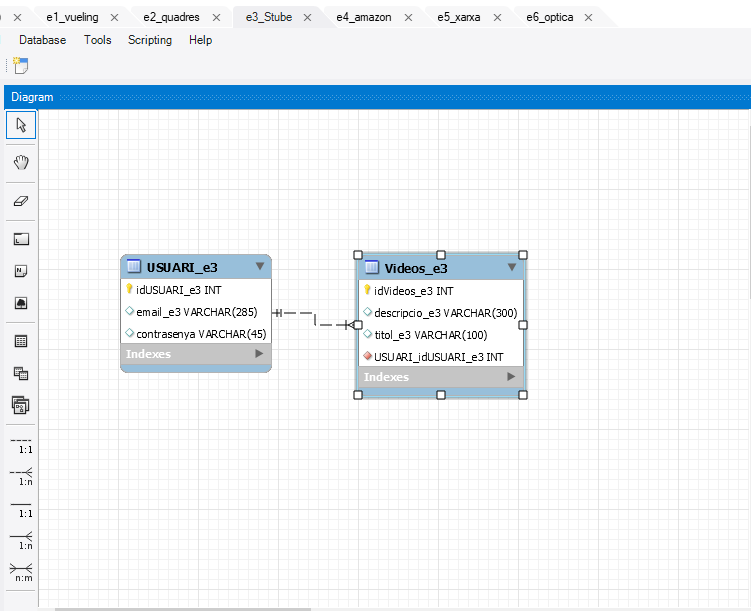 e1_vueling
e2_quadres
e3_Stube
e4_amazon
e5_xarxa
e6_optica
Database Tools Scripting Help
Diagram
USUARI_e3
idUSUARI_e3 INT
email_e3 VARCHAR(285)
contrasenya VARCHAR(45)
Indexes
Videos_e3
idVideos_e3 INT
descripcio_e3 VARCHAR(300)
titol_e3 VARCHAR(100)
USUARI_idUSUARI_e3 INT
Indexes
1:1
1:n
1:1
1:n
n:m